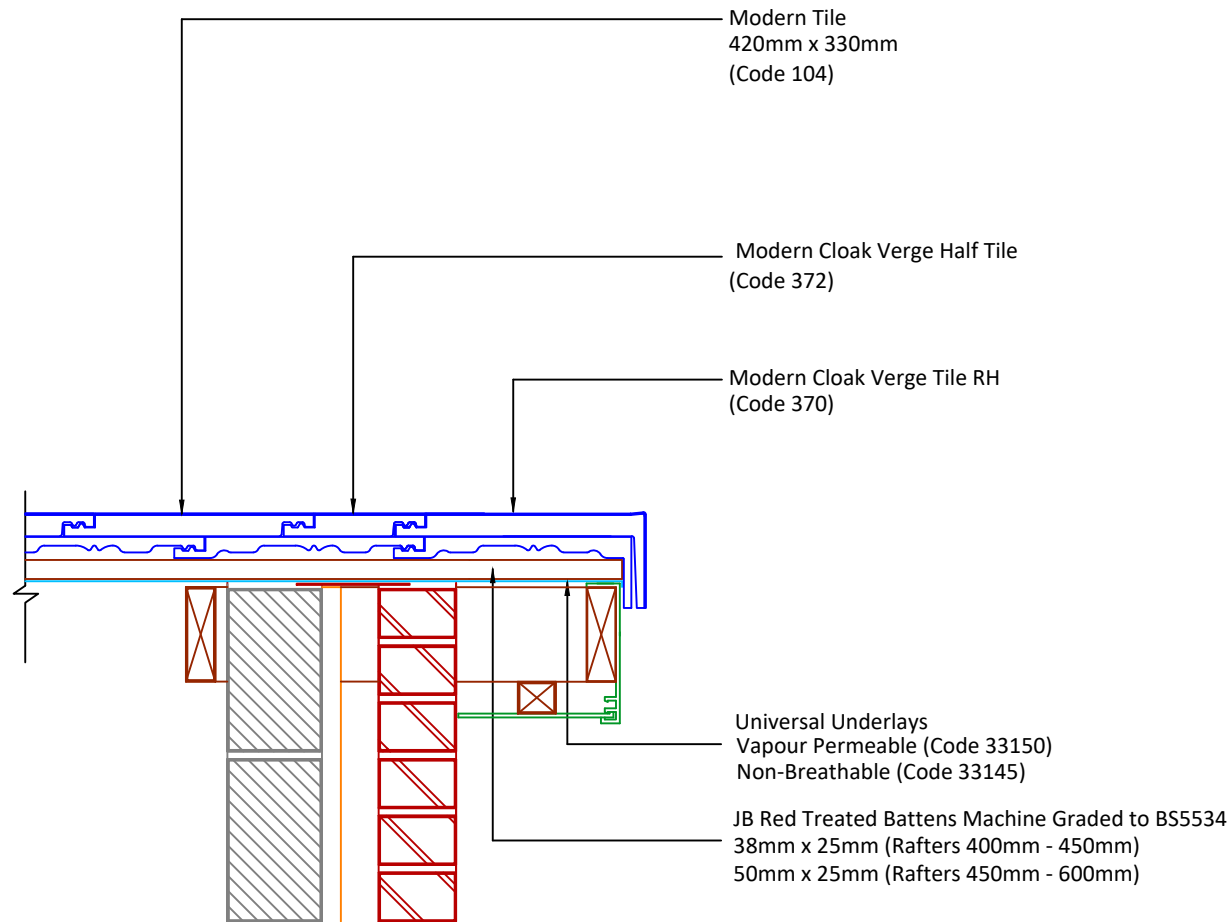 Modern Tile
420mm x 330mm
(Code 104)
Modern Cloak Verge Half Tile
(Code 372)
Modern Cloak Verge Tile RH
(Code 370)
Universal Underlays
Vapour Permeable (Code 33150)
Non-Breathable (Code 33145)
JB Red Treated Battens Machine Graded to BS5534
38mm x 25mm (Rafters 400mm - 450mm)
50mm x 25mm (Rafters 450mm - 600mm)